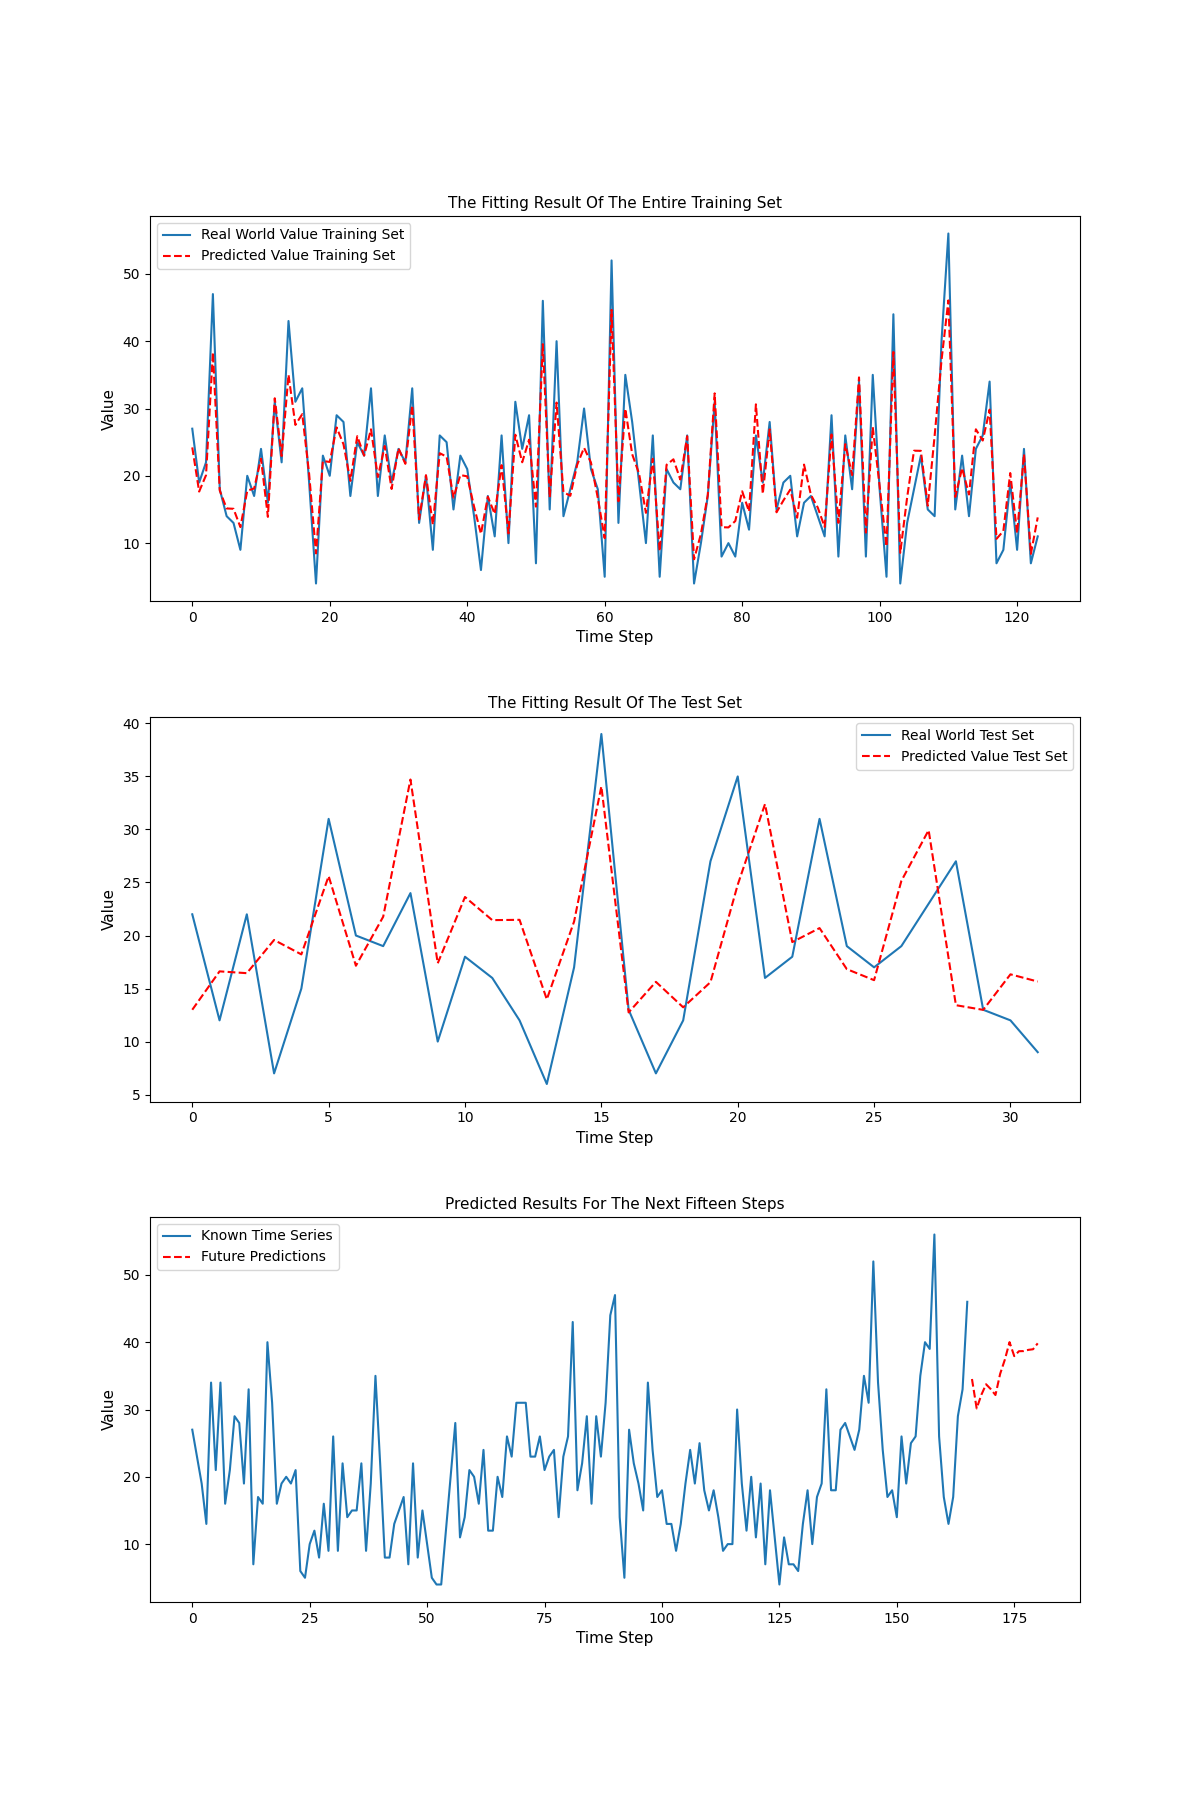 The Fitting Result Of The Entire Training Set
Real World Value Training Set
Predicted Value Training Set
Value
50
40
30
20
10
0 20 40 60 80 100 120
Time Step
The Fitting Result Of The Test Set
Real World Test Set
Predicted Value Test Set
Value
40
35
30
25
20
15
10
5
0 5 10 15 20 25 30
Time Step
Predicted Results For The Next Fifteen Steps
Known Time Series
Future Predictions
Value
50
40
30
20
10
0 25 50 75 100 125 150 175
Time Step